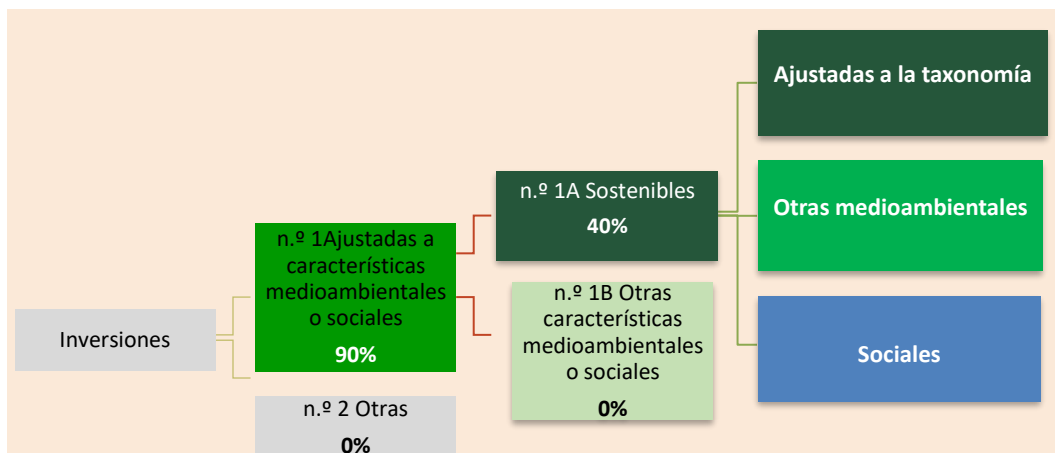 Inversiones
n.º 1Ajustadas a
características
medioambientales
o sociales
90%
n.º 2 Otras
0%
n.º 1A Sostenibles
40%
n.º 1B Otras
características
medioambientales
o sociales
0%
Ajustadas a la taxonomía
Otras medioambientales
Sociales